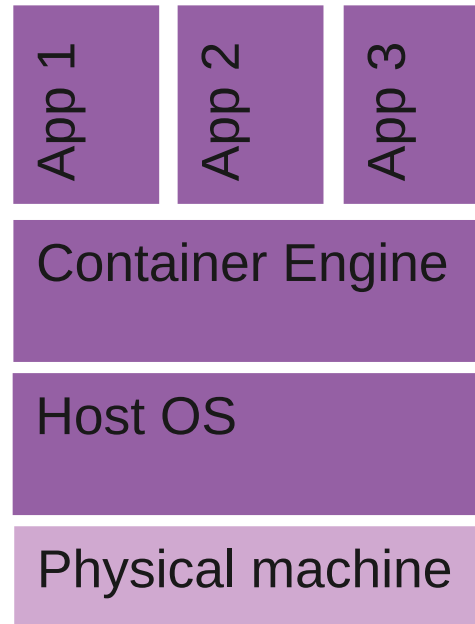 App 1
App 2
App 3
Container Engine
Host OS
Physical machine